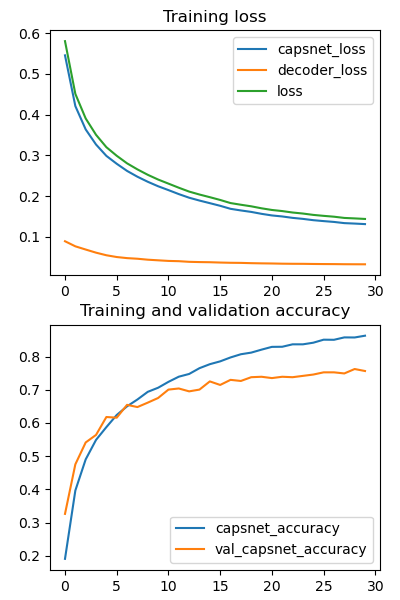 Training loss
0.6
0.5
0.4
0.3
0.2
0.1
capsnet_loss
decoder_loss
loss
0 5 10 15 20 25 30
Training and validation accuracy
0.8
0.7
0.6
0.5
0.4
0.3
0.2
capsnet_accuracy
val_capsnet_accuracy
0 5 10 15 20 25 30